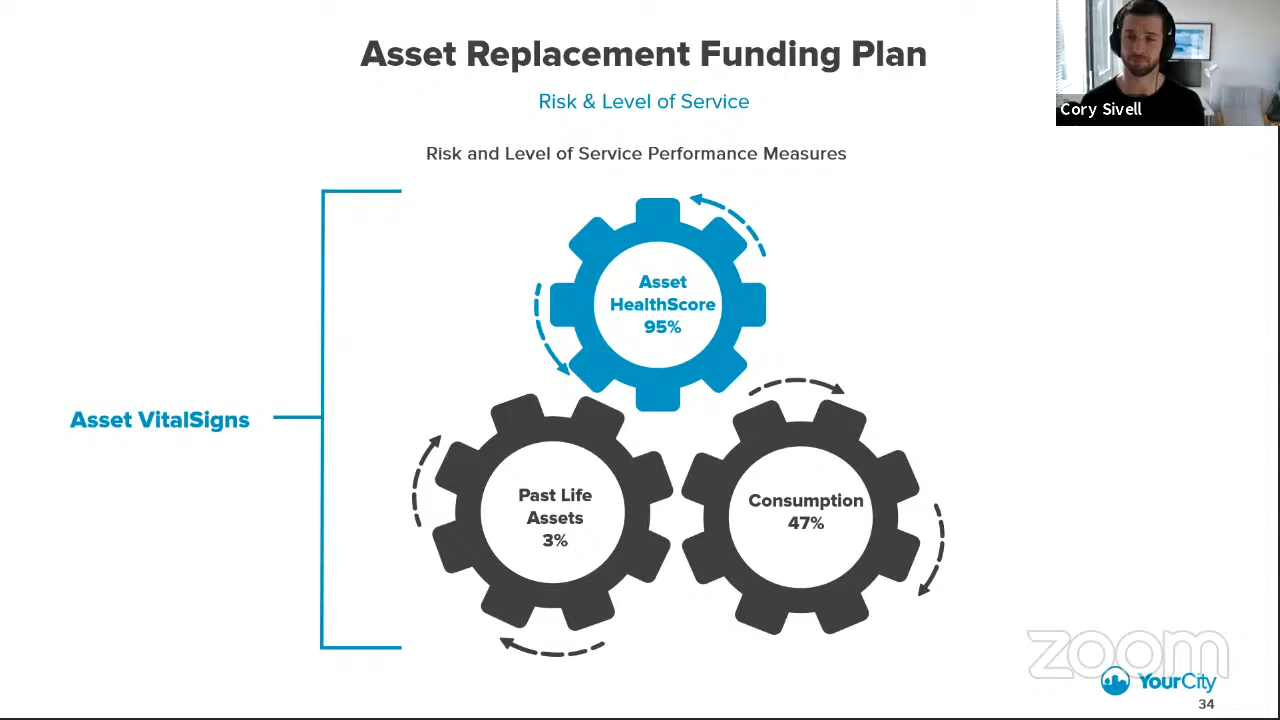 Asset Replacement Funding Plan
Risk & Level of Service
Cory Sivell
Risk and Level of Service Performance Measures
Asset
HealthScore
95%
Asset VitalSigns
Past Life
Assets
3%
Consumption
47%
zoom
YourCity
34